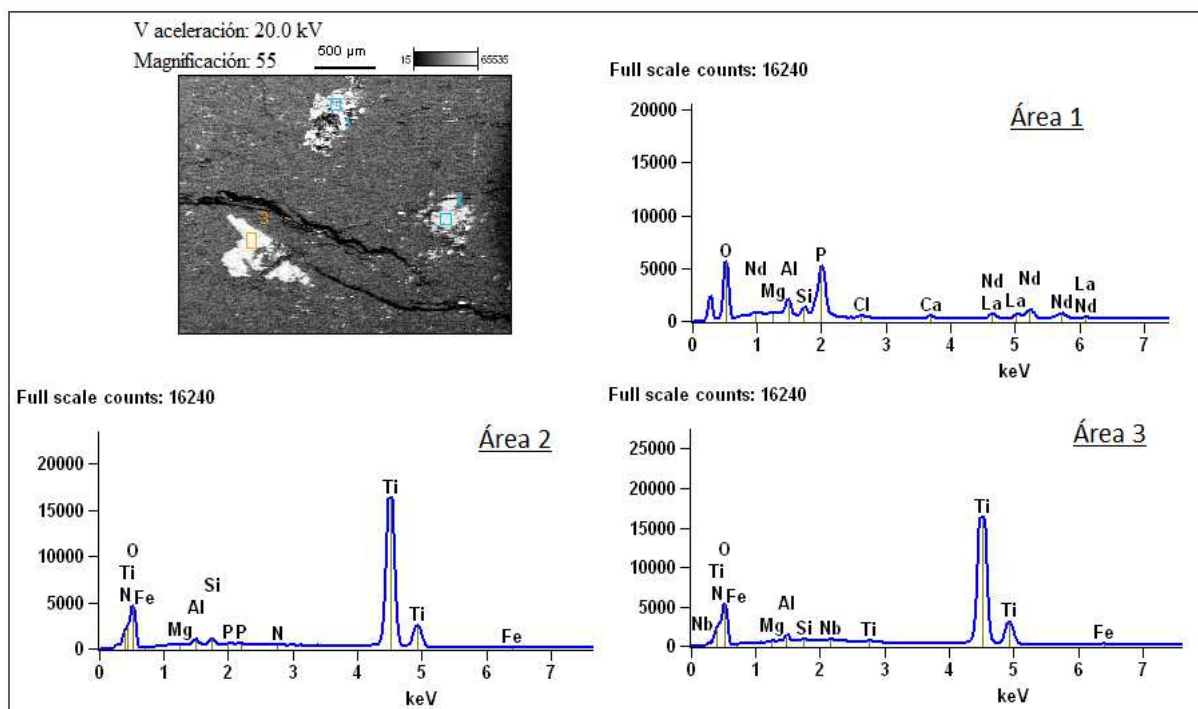 V aceleración: 20.0 kV
Magnificación: 55
500 µm
15 65535
1
2
3
Full scale counts: 16240
Área 1
20000
15000
10000
5000
0
O
Nd
Mg
Al
Si
P
Cl
Ca
Nd
La
La
Nd
Nd
La
Nd
0 1 2 3 4 5 6 7
keV
Full scale counts: 16240
Área 2
20000
15000
10000
5000
0
O
Ti
N Fe
Mg
Al
Si
P P
N
Ti
Ti
Fe
0 1 2 3 4 5 6 7
keV
Full scale counts: 16240
Área 3
25000
20000
15000
10000
5000
0
O
Ti
N Fe
Nb
Mg
Al
Si
Nb
Ti
Ti
Ti
Fe
0 1 2 3 4 5 6 7
keV